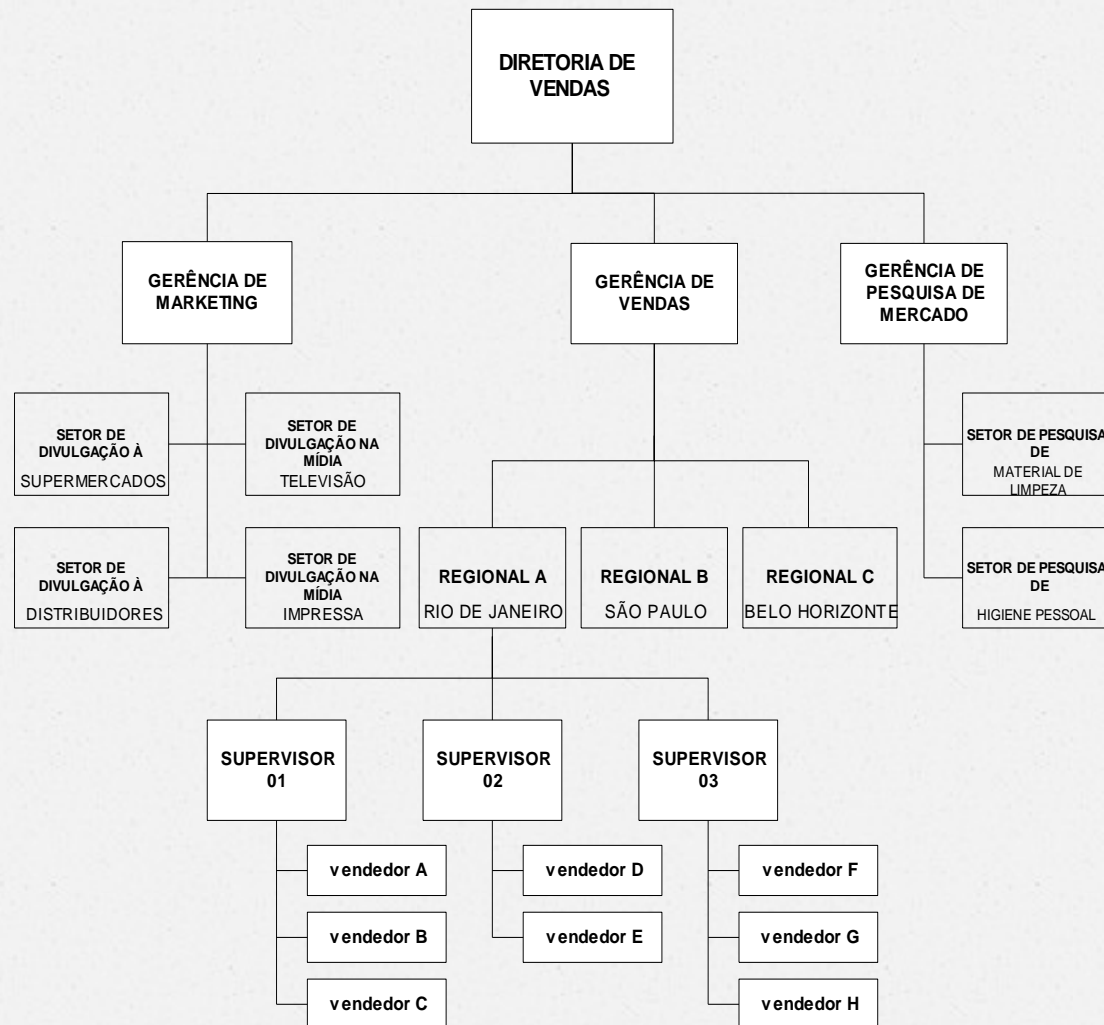 DIRETORIA DE
VENDAS
GERÊNCIA DE
MARKETING
GERÊNCIA DE
VENDAS
GERÊNCIA DE
PESQUISA DE
MERCADO
SETOR DE
DIVULGAÇÃO À
SUPERMERCADOS
SETOR DE
DIVULGAÇÃO NA
MÍDIA
TELEVISÃO
SETOR DE PESQUISA
DE
MATERIAL DE
LIMPEZA
SETOR DE
DIVULGAÇÃO À
DISTRIBUIDORES
SETOR DE
DIVULGAÇÃO NA
MÍDIA
IMPRESSA
REGIONAL A
RIO DE JANEIRO
REGIONAL B
SÃO PAULO
REGIONAL C
BELO HORIZONTE
SETOR DE PESQUISA
DE
HIGIENE PESSOAL
SUPERVISOR
01
SUPERVISOR
02
SUPERVISOR
03
vendedor A
vendedor D
vendedor F
vendedor B
vendedor E
vendedor G
vendedor C
vendedor H